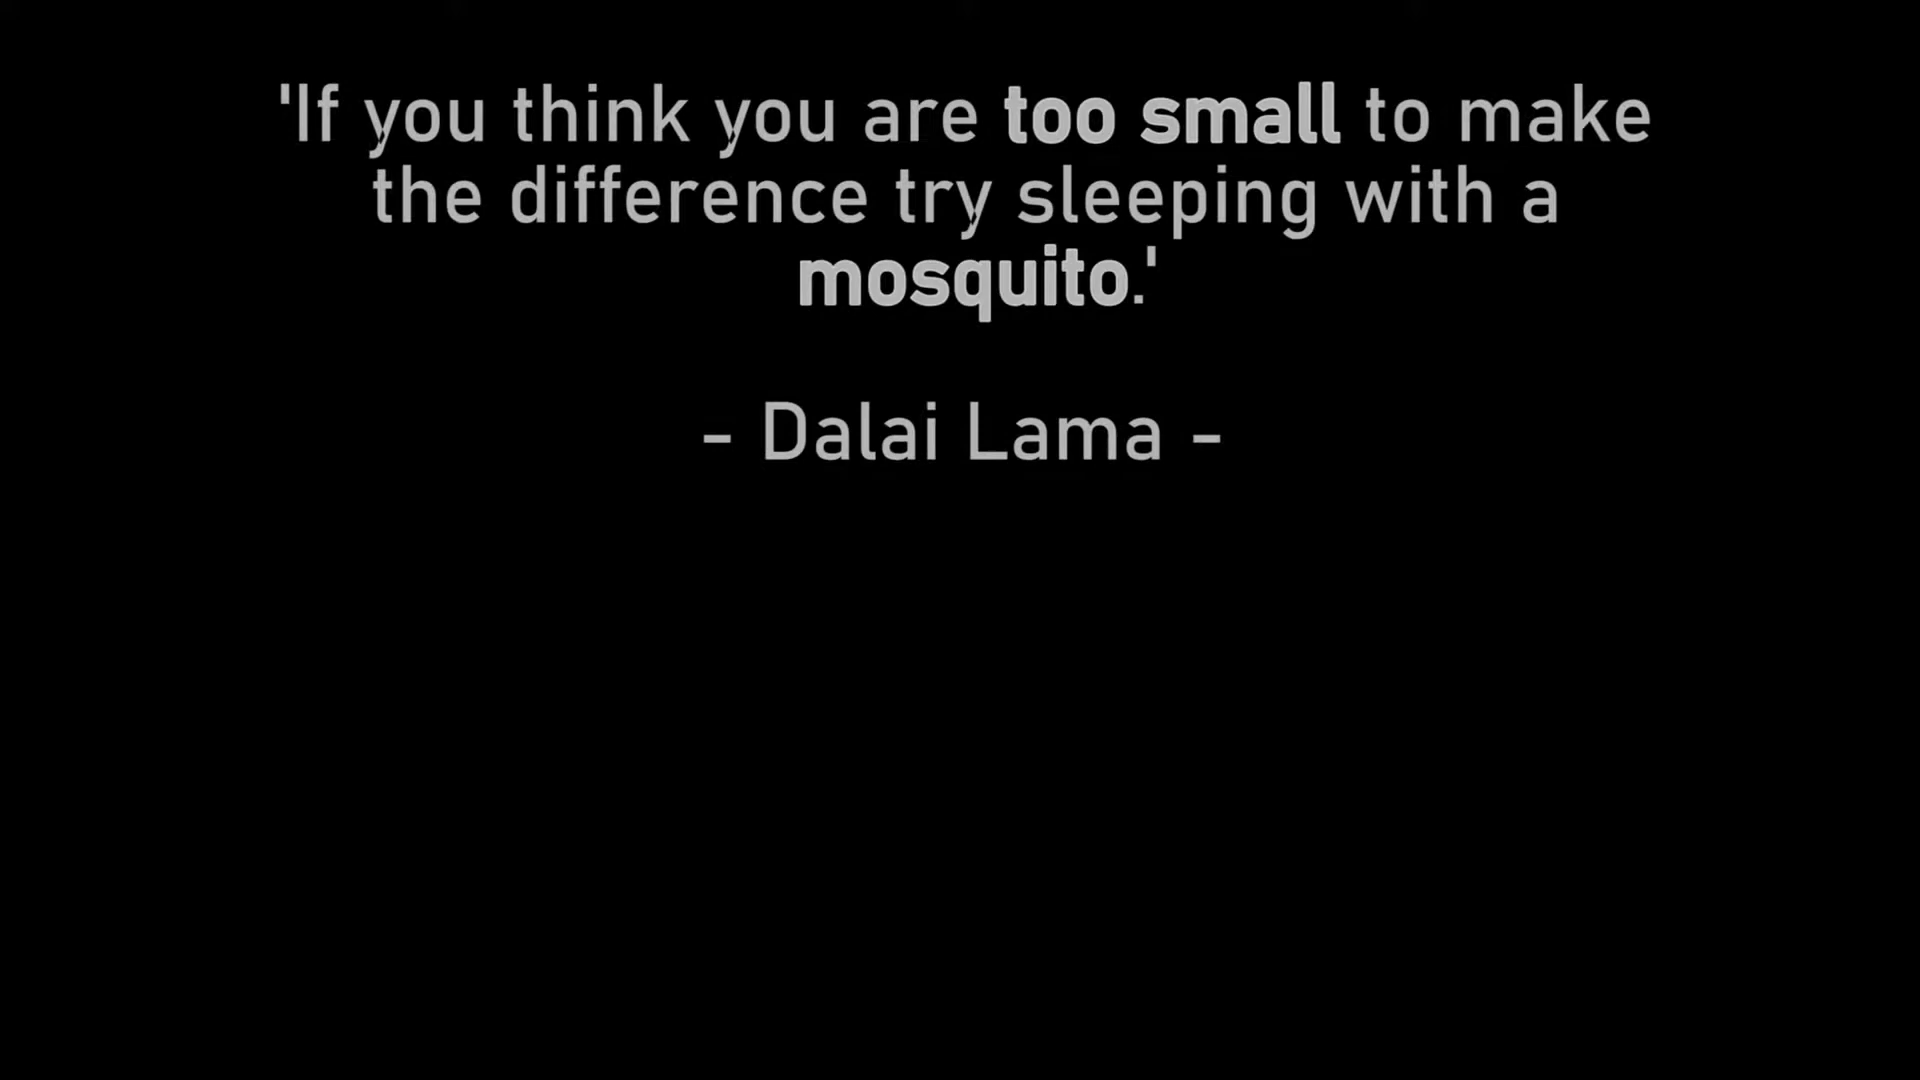 'If you think you are too small to make
the difference try sleeping with a
mosquito.'
- Dalai Lama -